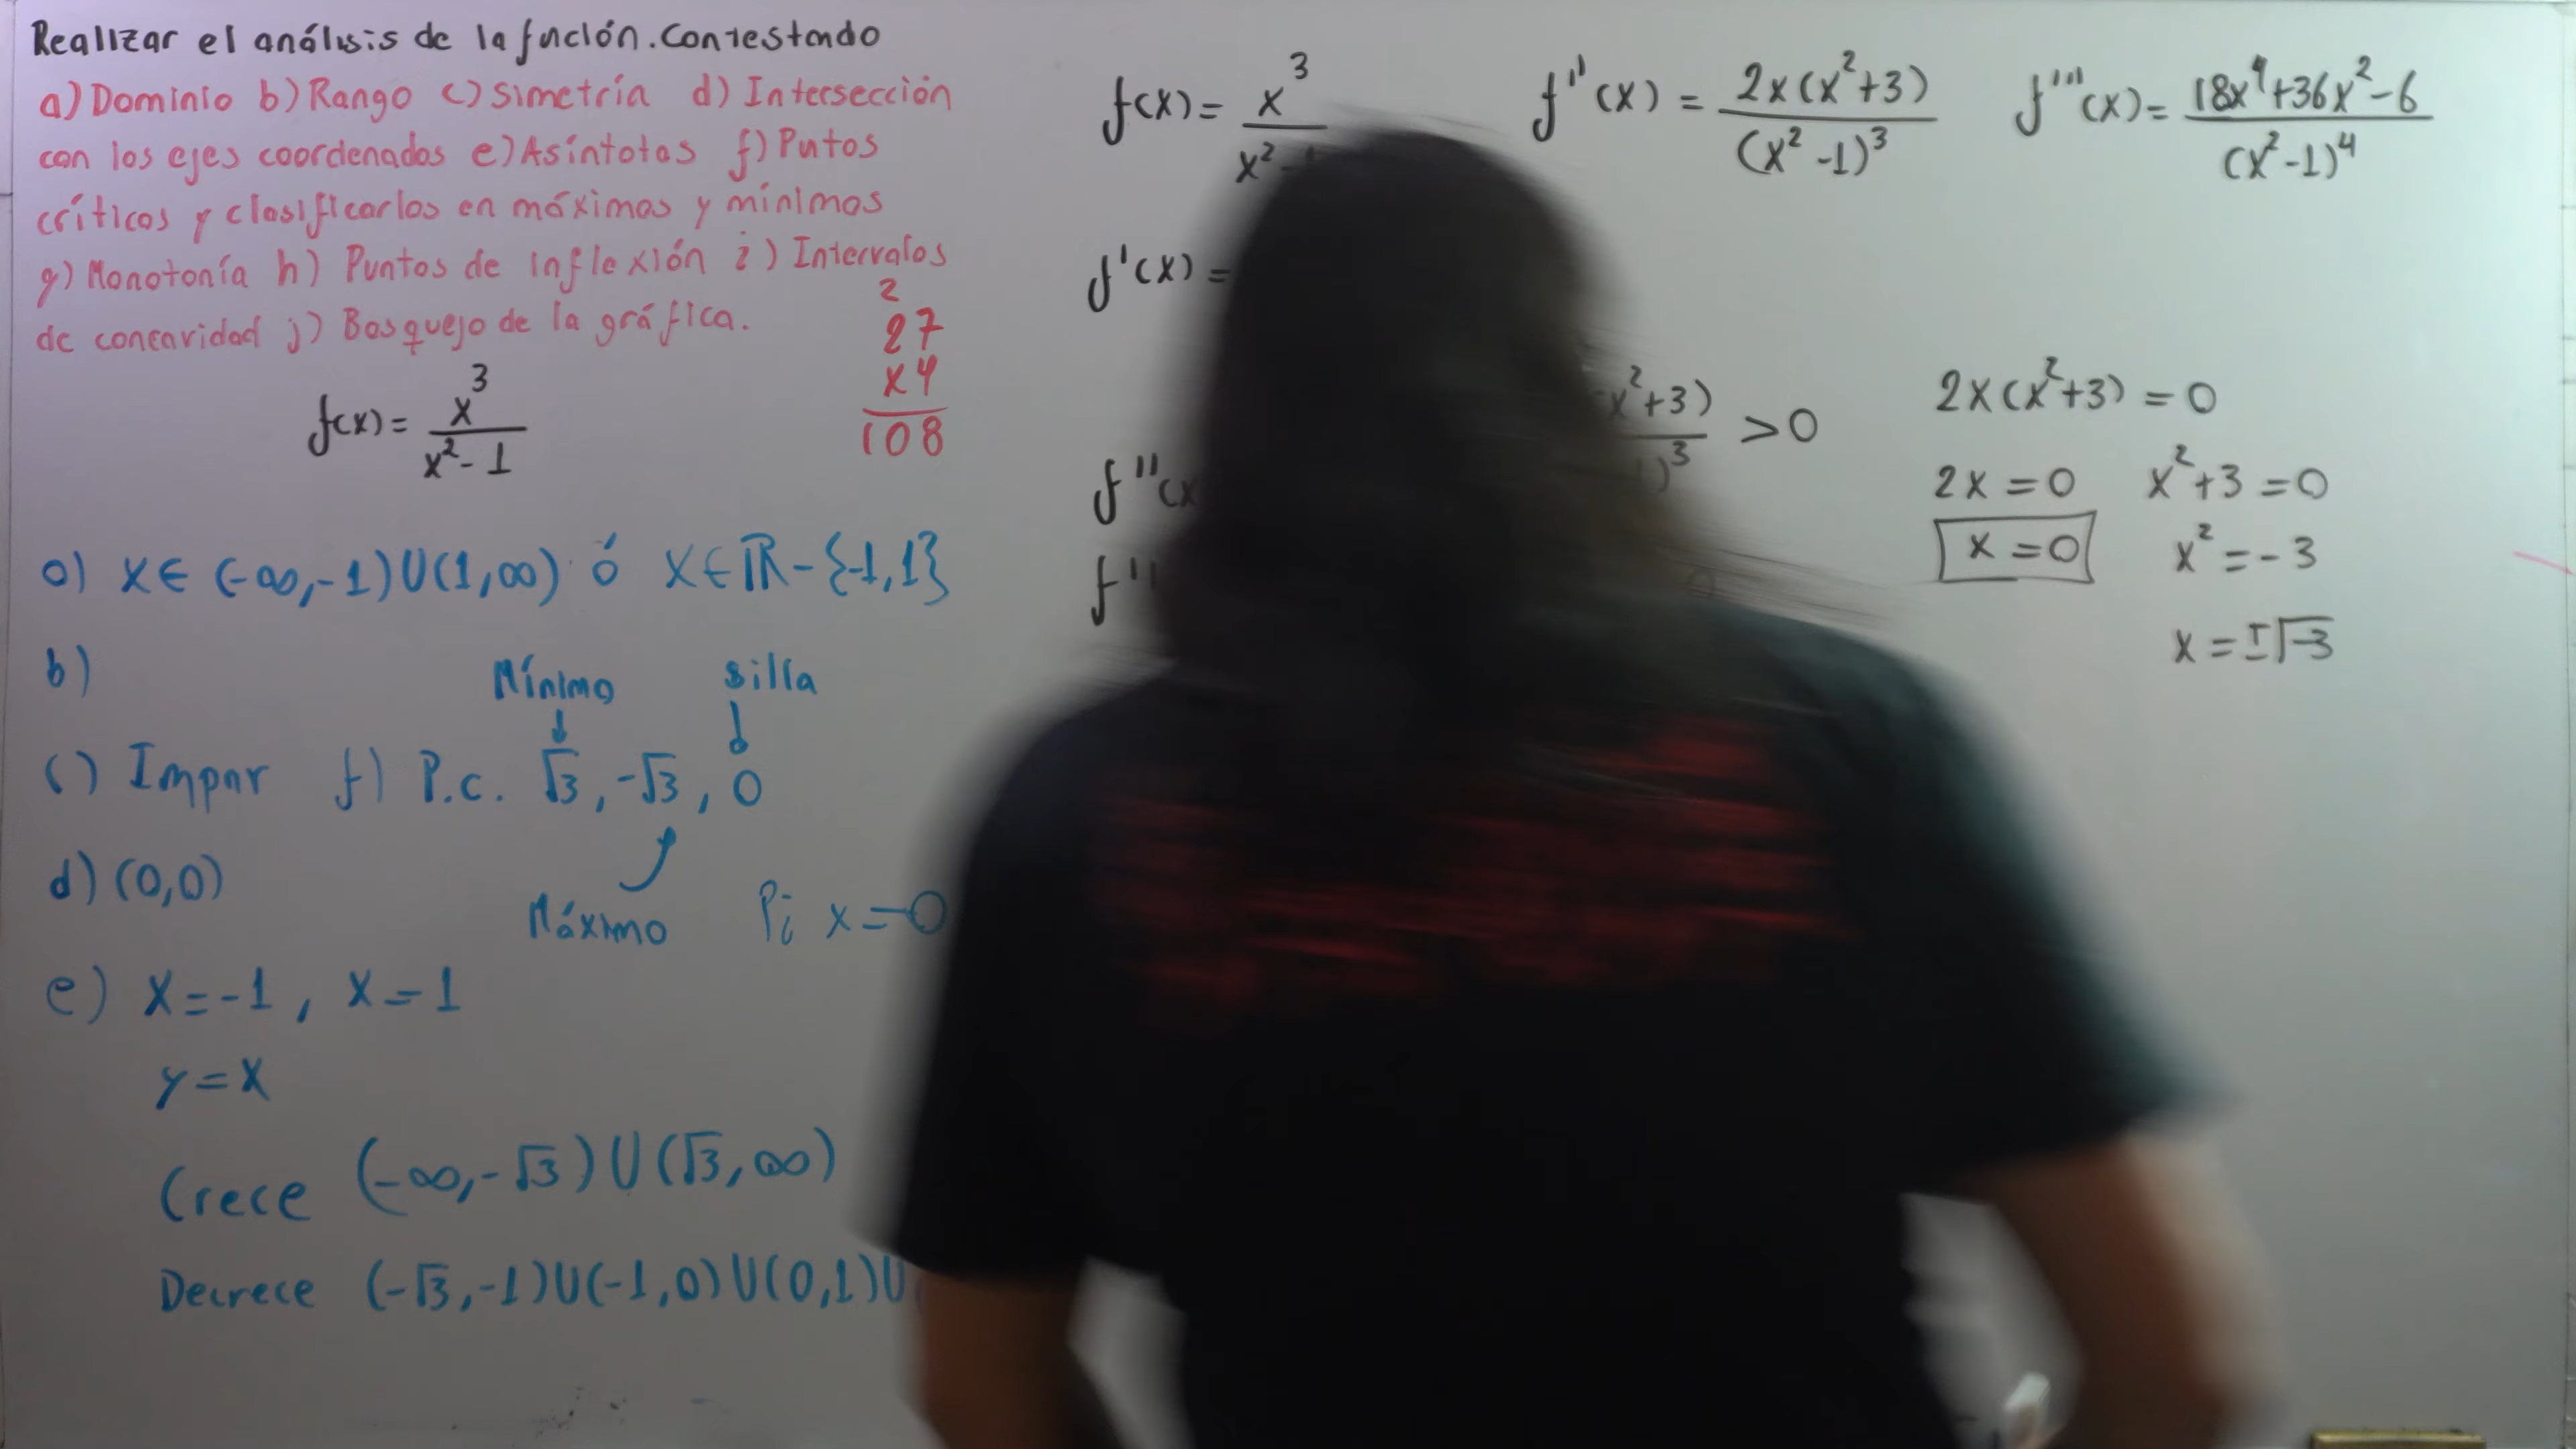 Realizar el análisis de la función. Contestando
a) Dominio b) Rango c) Simetría d) Intersección
con los ejes coordenados e) Asíntotas f) Putos
críticos y clasificarlos en máximos y mínimos
g) Monotonía h) Puntos de inflexión i) Intervalos
de concavidad j) Bosquejo de la gráfica.
2
27
x4
108
f(x) = x³/(x² - 1)
a) x ∈ (-∞,-1)U(1,∞) ó x ∈ ℝ - {-1,1}
b)
Mínimo silla
c) Impar f) P.c. √3, -√3, 0
d) (0,0)
Máximo Pi x = 0
e) x = -1, x = 1
y = x
Crece (-∞,-√3)U(√3,∞)
Decrece (-√3,-1)U(-1,0)U(0,1)U
f(x) = x³/x² -
f''(x) = 2x(x²+3)/(x² -1)³
f'''(x) = 18x⁴+36x²-6/(x²-1)⁴
f'(x) =
x²+3) / )³ >0
f''(x
f''
2x(x²+3) = 0
2x = 0 x²+3 = 0
x = 0 x² = -3
x = ±√-3